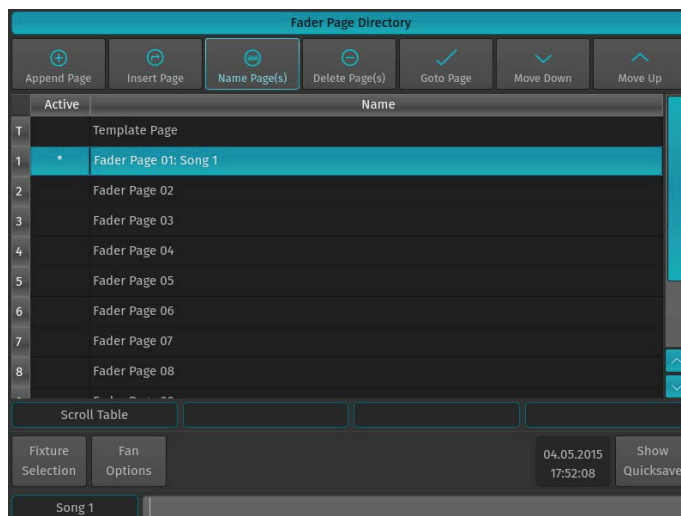 Fader Page Directory
Append Page
Insert Page
Name Page(s)
Delete Page(s)
Goto Page
Move Down
Move Up
Active Name
T Template Page
1 * Fader Page 01: Song 1
2 Fader Page 02
3 Fader Page 03
4 Fader Page 04
5 Fader Page 05
6 Fader Page 06
7 Fader Page 07
8 Fader Page 08
Scroll Table
Fixture
Selection
Fan
Options
04.05.2015
17:52:08
Show
Quicksave
Song 1